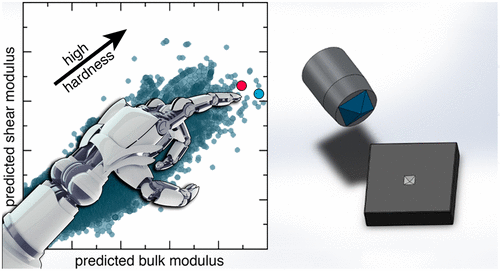 high
hardness
predicted shear modulus
predicted bulk modulus